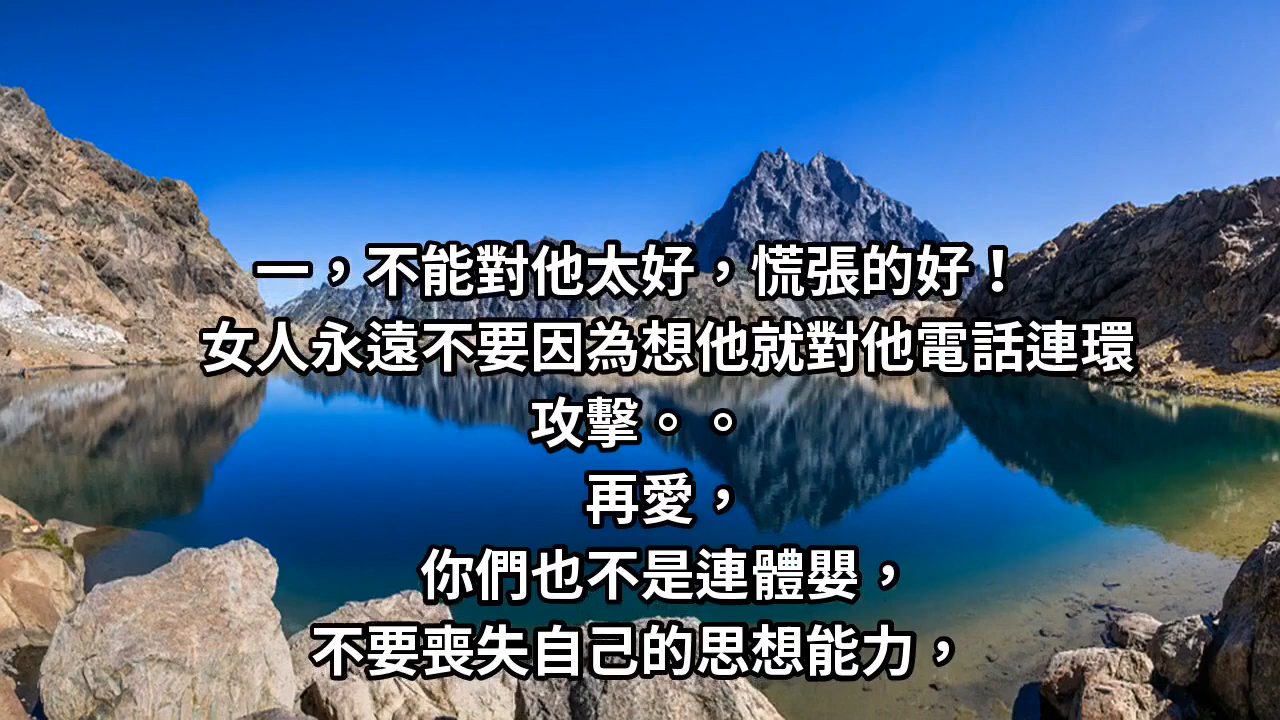 一，不能對他太好，慌張的好！
女人永遠不要因為想他就對他電話連環
攻擊。。
再愛，
你們也不是連體嬰，
不要喪失自己的思想能力，